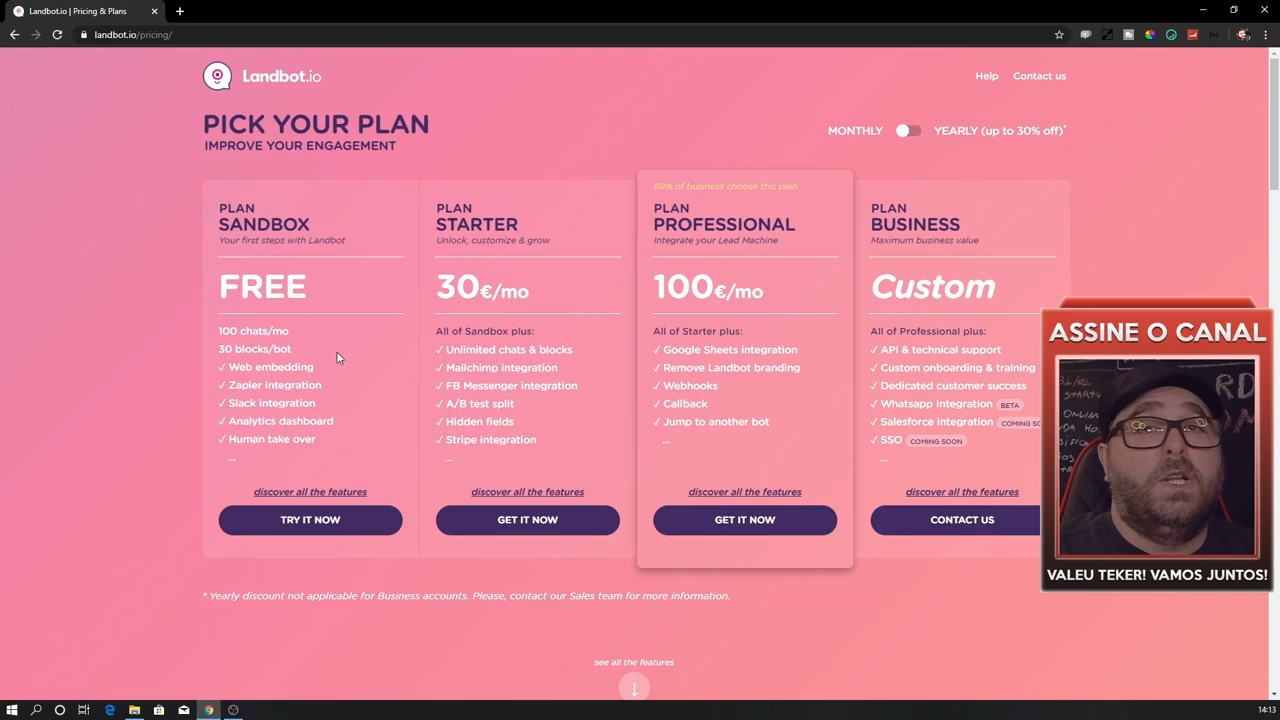 Landbot.io | Pricing & Plans
landbot.io/pricing/
Landbot.io
Help
Contact us
PICK YOUR PLAN
IMPROVE YOUR ENGAGEMENT
MONTHLY
YEARLY (up to 30% off)*
PLAN
SANDBOX
Your first steps with Landbot
FREE
100 chats/mo
30 blocks/bot
✓ Web embedding
✓ Zapier integration
✓ Slack integration
✓ Analytics dashboard
✓ Human take over
...
discover all the features
TRY IT NOW
PLAN
STARTER
Unlock, customize & grow
30€/mo
All of Sandbox plus:
✓ Unlimited chats & blocks
✓ Mailchimp integration
✓ FB Messenger integration
✓ A/B test split
✓ Hidden fields
✓ Stripe integration
...
discover all the features
GET IT NOW
69% of business choose this plan
PLAN
PROFESSIONAL
Integrate your Lead Machine
100€/mo
All of Starter plus:
✓ Google Sheets integration
✓ Remove Landbot branding
✓ Webhooks
✓ Callback
✓ Jump to another bot
...
discover all the features
GET IT NOW
PLAN
BUSINESS
Maximum business value
Custom
All of Professional plus:
✓ API & technical support
✓ Custom onboarding & training
✓ Dedicated customer success
✓ Whatsapp Integration BETA
✓ Salesforce Integration COMING SO
✓ SSO COMING SOON
...
discover all the features
CONTACT US
ASSINE O CANAL
VALEU TEKER! VAMOS JUNTOS!
* Yearly discount not applicable for Business accounts. Please, contact our Sales team for more information.
see all the features
14:13